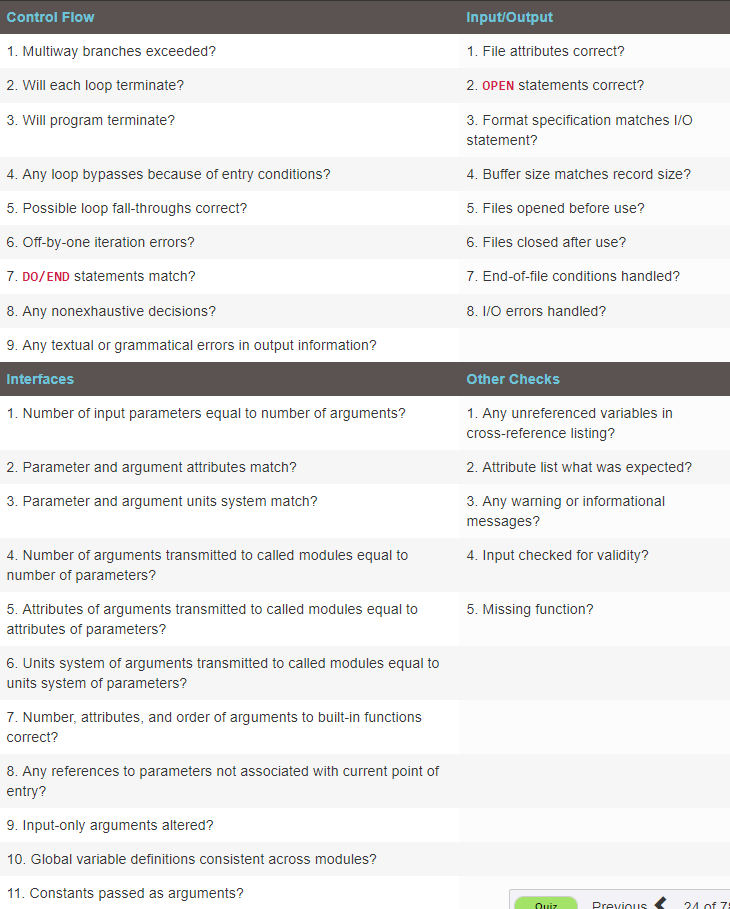 Control Flow
Input/Output
1. Multiway branches exceeded?
1. File attributes correct?
2. Will each loop terminate?
2. OPEN statements correct?
3. Will program terminate?
3. Format specification matches I/O
statement?
4. Any loop bypasses because of entry conditions?
4. Buffer size matches record size?
5. Possible loop fall-throughs correct?
5. Files opened before use?
6. Off-by-one iteration errors?
6. Files closed after use?
7. DO/END statements match?
7. End-of-file conditions handled?
8. Any nonexhaustive decisions?
8. I/O errors handled?
9. Any textual or grammatical errors in output information?
Interfaces
Other Checks
1. Number of input parameters equal to number of arguments?
1. Any unreferenced variables in
cross-reference listing?
2. Parameter and argument attributes match?
2. Attribute list what was expected?
3. Parameter and argument units system match?
3. Any warning or informational
messages?
4. Number of arguments transmitted to called modules equal to
number of parameters?
4. Input checked for validity?
5. Attributes of arguments transmitted to called modules equal to
attributes of parameters?
5. Missing function?
6. Units system of arguments transmitted to called modules equal to
units system of parameters?
7. Number, attributes, and order of arguments to built-in functions
correct?
8. Any references to parameters not associated with current point of
entry?
9. Input-only arguments altered?
10. Global variable definitions consistent across modules?
11. Constants passed as arguments?
Quiz
Previous
24 of